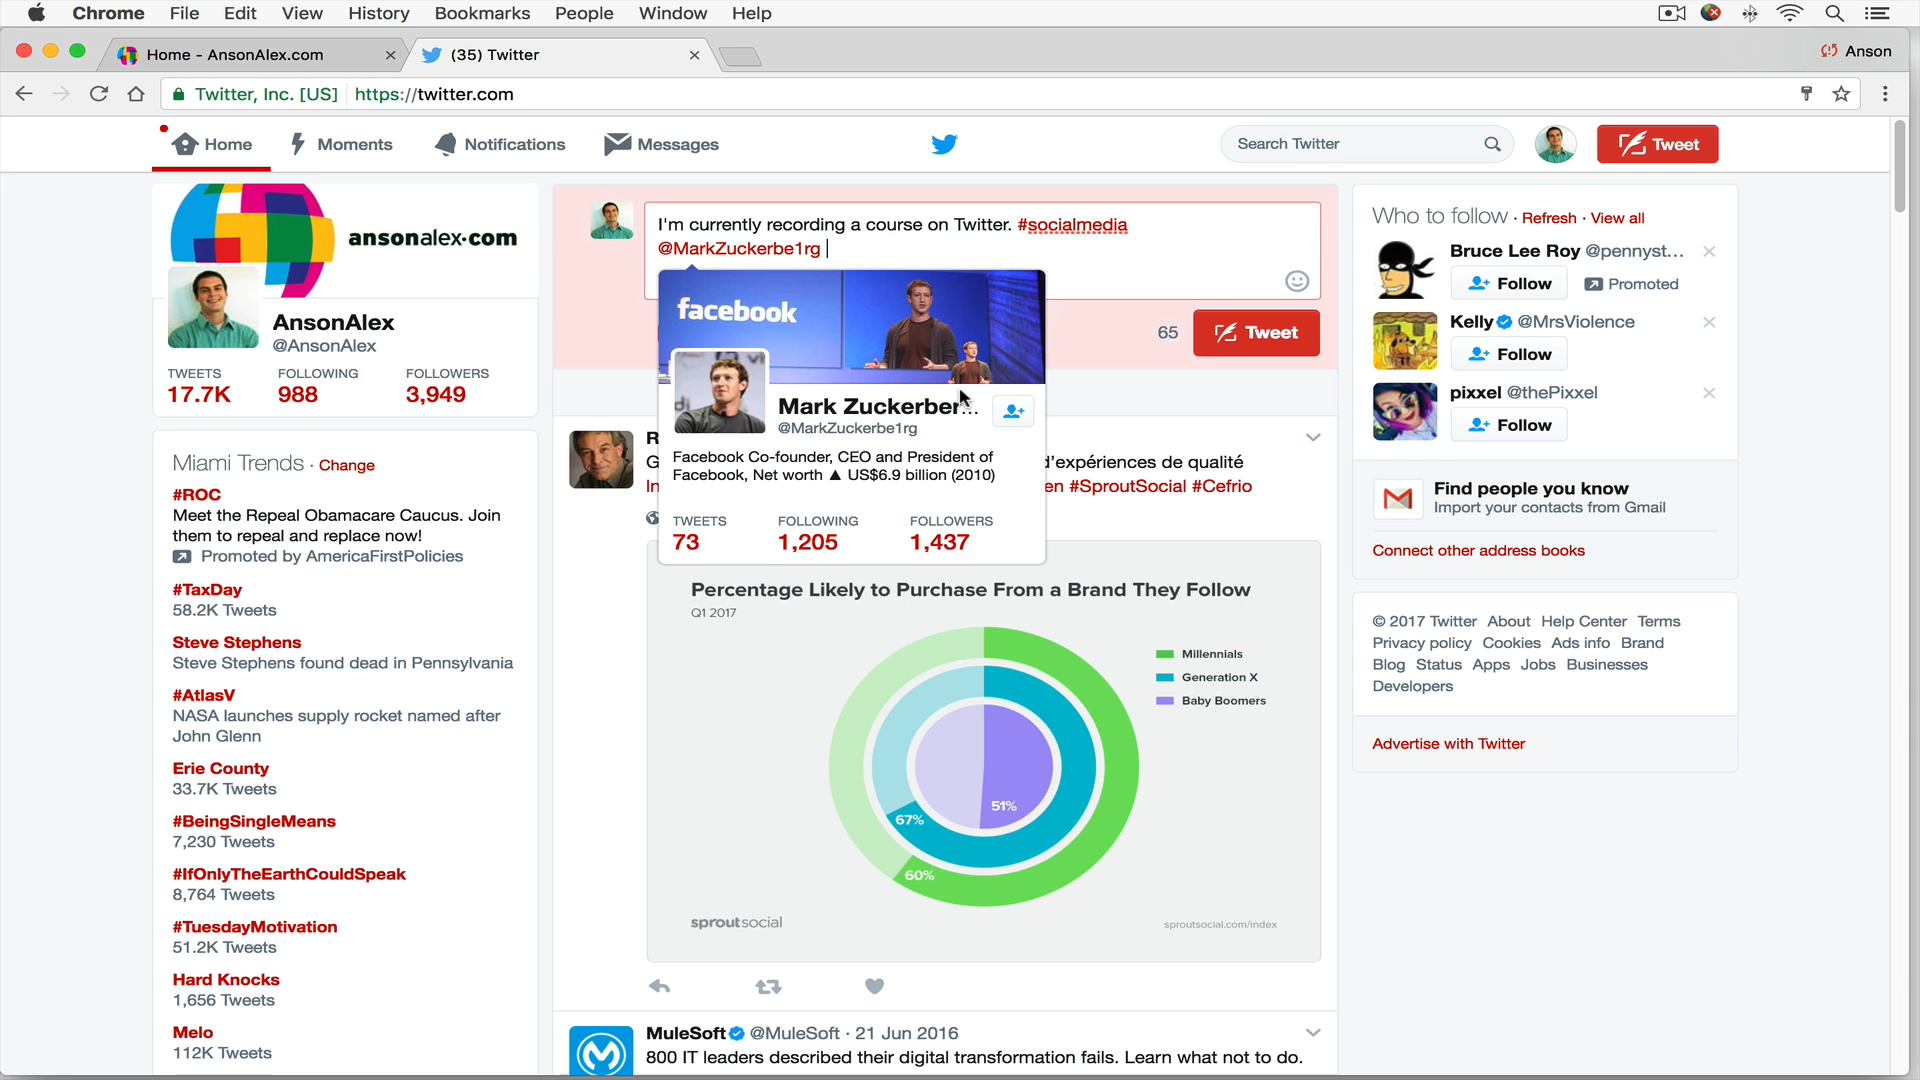 Chrome File Edit View History Bookmarks People Window Help
Home - AnsonAlex.com
(35) Twitter
Anson
Twitter, Inc. [US] https://twitter.com
Home Moments Notifications Messages
Search Twitter
Tweet
ansonalex.com
AnsonAlex
@AnsonAlex
TWEETS FOLLOWING FOLLOWERS
17.7K 988 3,949
Miami Trends · Change
#ROC
Meet the Repeal Obamacare Caucus. Join
them to repeal and replace now!
Promoted by AmericaFirstPolicies
#TaxDay
58.2K Tweets
Steve Stephens
Steve Stephens found dead in Pennsylvania
#AtlasV
NASA launches supply rocket named after
John Glenn
Erie County
33.7K Tweets
#BeingSingleMeans
7,230 Tweets
#IfOnlyTheEarthCouldSpeak
8,764 Tweets
#TuesdayMotivation
51.2K Tweets
Hard Knocks
1,656 Tweets
Melo
112K Tweets
I'm currently recording a course on Twitter. #socialmedia
@MarkZuckerbe1rg
65 Tweet
facebook
Mark Zuckerber...
@MarkZuckerbe1rg
Facebook Co-founder, CEO and President of
Facebook, Net worth ▲ US$6.9 billion (2010)
TWEETS FOLLOWING FOLLOWERS
73 1,205 1,437
d'expériences de qualité
en #SproutSocial #Cefrio
Percentage Likely to Purchase From a Brand They Follow
Q1 2017
Millennials
Generation X
Baby Boomers
51%
67%
60%
sproutsocial
sproutsocial.com/index
MuleSoft @MuleSoft · 21 Jun 2016
800 IT leaders described their digital transformation fails. Learn what not to do.
Who to follow · Refresh · View all
Bruce Lee Roy @pennyst...
Follow Promoted
Kelly @MrsViolence
Follow
pixxel @thePixxel
Follow
Find people you know
Import your contacts from Gmail
Connect other address books
© 2017 Twitter About Help Center Terms
Privacy policy Cookies Ads info Brand
Blog Status Apps Jobs Businesses
Developers
Advertise with Twitter